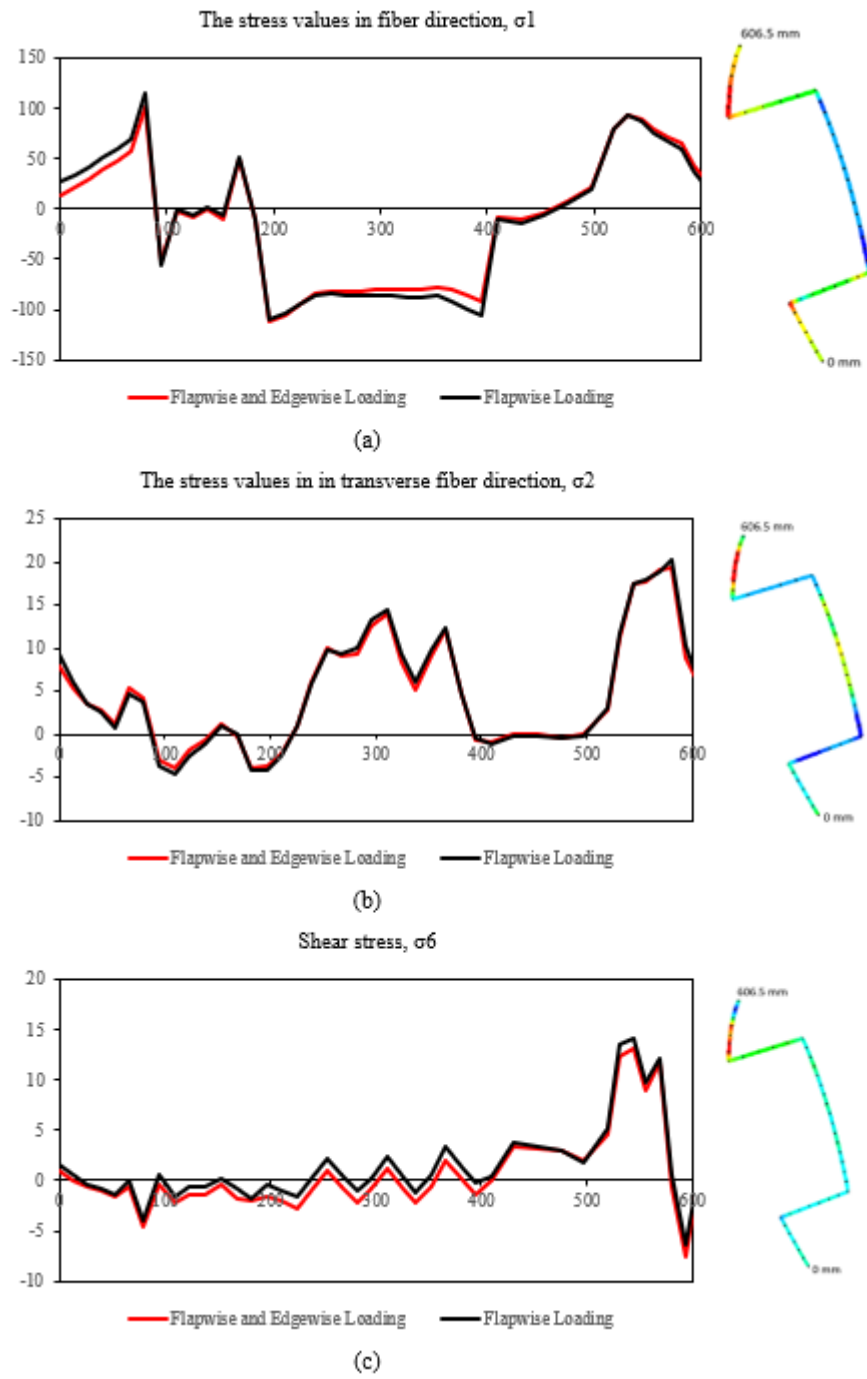 The stress values in fiber direction, σ1
606.5 mm
150
100
50
0
0 100 200 300 400 500 600
-50
-100
-150
0 mm
Flapwise and Edgewise Loading Flapwise Loading
(a)
The stress values in in transverse fiber direction, σ2
25
606.5 mm
20
15
10
5
0
0 100 200 300 400 500 600
-5
-10
0 mm
Flapwise and Edgewise Loading Flapwise Loading
(b)
Shear stress, σ6
20
606.5 mm
15
10
5
0
0 100 200 300 400 500 600
-5
-10
0 mm
Flapwise and Edgewise Loading Flapwise Loading
(c)